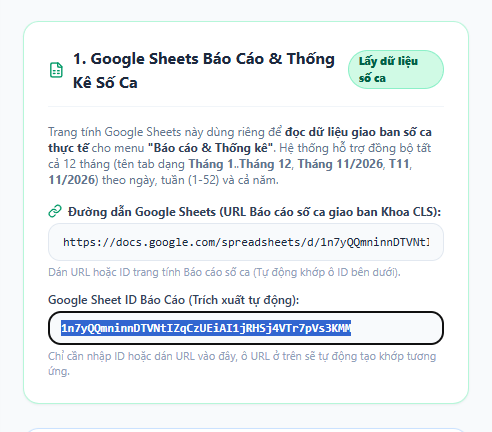 1. Google Sheets Báo Cáo & Thống
Kê Số Ca
Lấy dữ liệu
số ca
Trang tính Google Sheets này dùng riêng để đọc dữ liệu giao ban số ca
thực tế cho menu "Báo cáo & Thống kê". Hệ thống hỗ trợ đồng bộ tất
cả 12 tháng (tên tab dạng Tháng 1..Tháng 12, Tháng 11/2026, T11,
11/2026) theo ngày, tuần (1-52) và cả năm.
Đường dẫn Google Sheets (URL Báo cáo số ca giao ban Khoa CLS):
https://docs.google.com/spreadsheets/d/1n7yQQmninnDTVNtI
Dán URL hoặc ID trang tính Báo cáo số ca (Tự động khớp ô ID bên dưới).
Google Sheet ID Báo Cáo (Trích xuất tự động):
1n7yQQmninnDTVNtIZqCzUEiAI1jRHSj4VTr7pVs3KMM
Chỉ cần nhập ID hoặc dán URL vào đây, ô URL ở trên sẽ tự động tạo khớp tương
ứng.